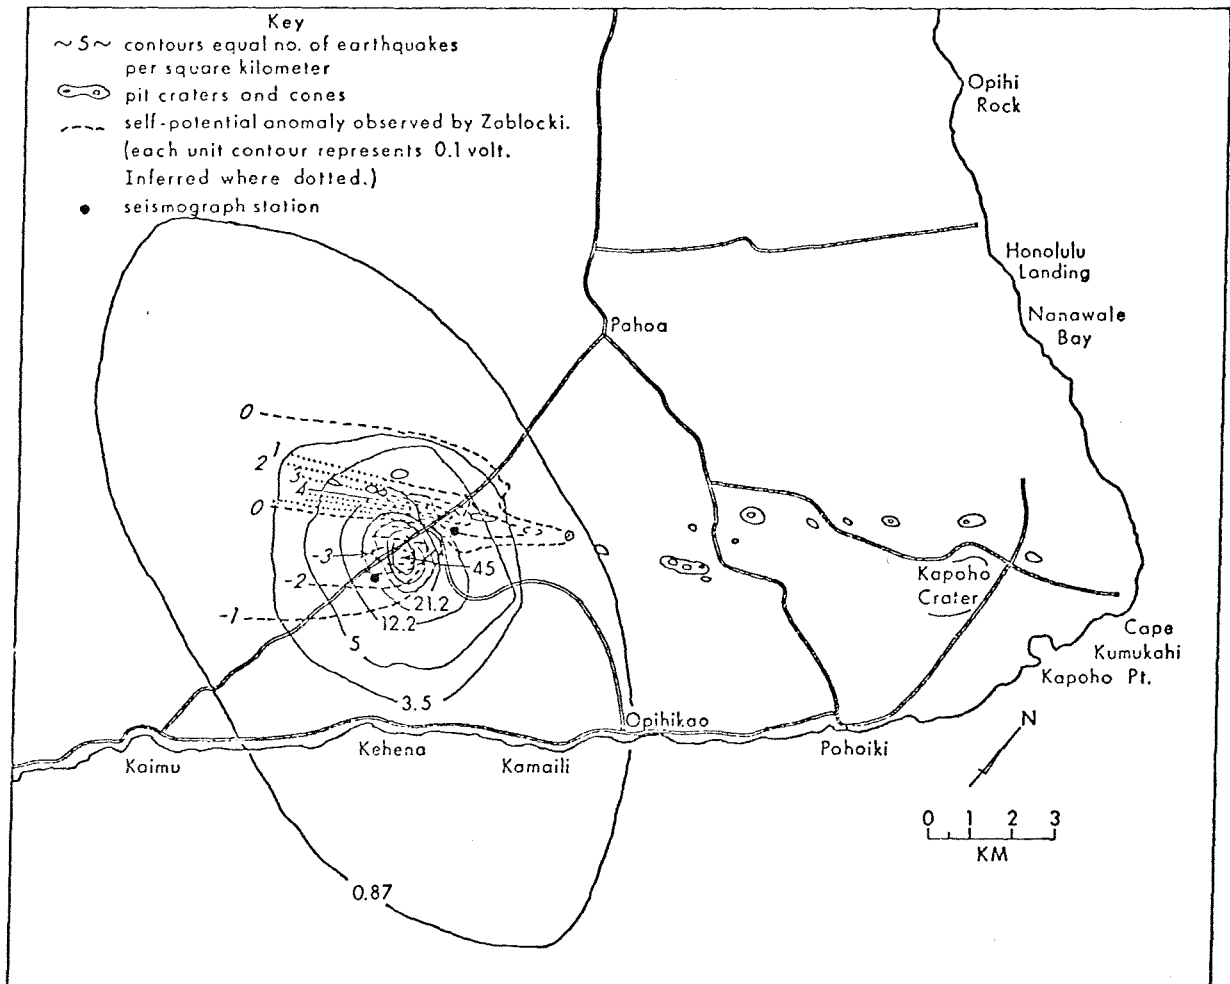 Key
~5~ contours equal no. of earthquakes
per square kilometer
pit craters and cones
self-potential anomaly observed by Zablocki.
(each unit contour represents 0.1 volt.
Inferred where dotted.)
seismograph station
Opihi
Rock
Honolulu
Landing
Nanawale
Bay
Pahoa
0
1
2
3
4
0
-3
-2
-1
45
21.2
12.2
5
3.5
0.87
Kapoho
Crater
Cape
Kumukahi
Kapoho Pt.
Opihikao
Pohoiki
Kaimu
Kehena
Kamaili
N
0 1 2 3
KM